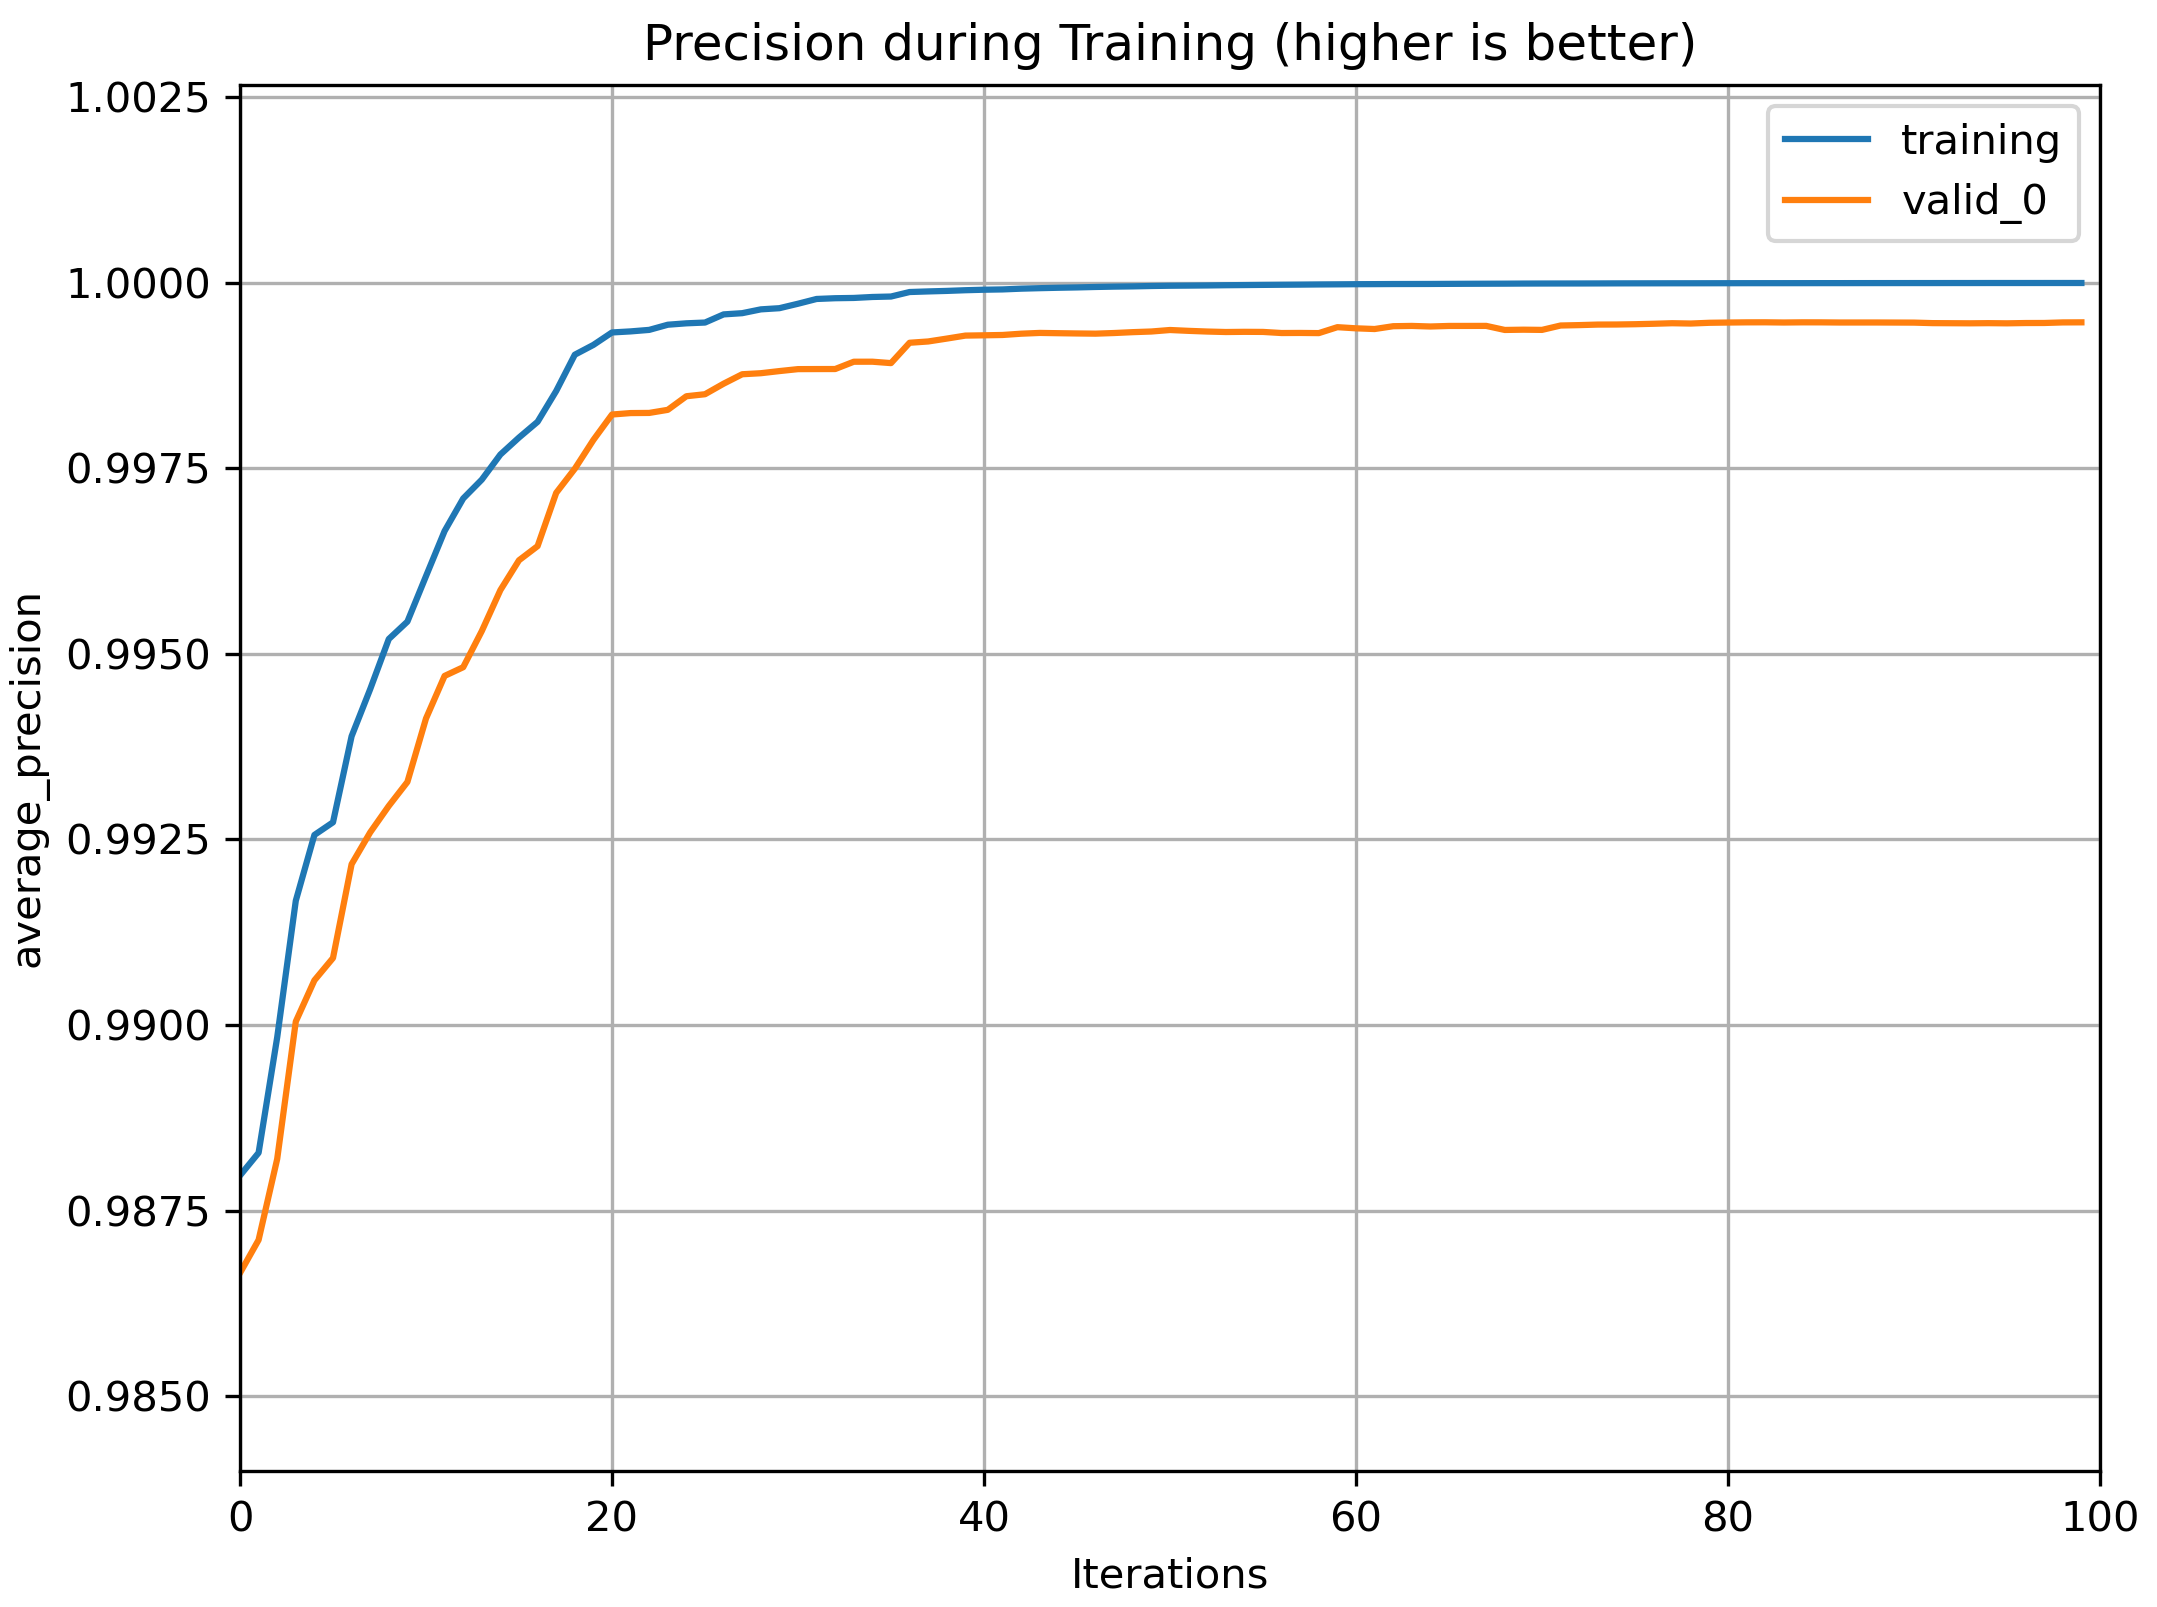 Precision during Training (higher is better)
1.0025
1.0000
0.9975
0.9950
0.9925
0.9900
0.9875
0.9850
average_precision
training
valid_0
0 20 40 60 80 100
Iterations